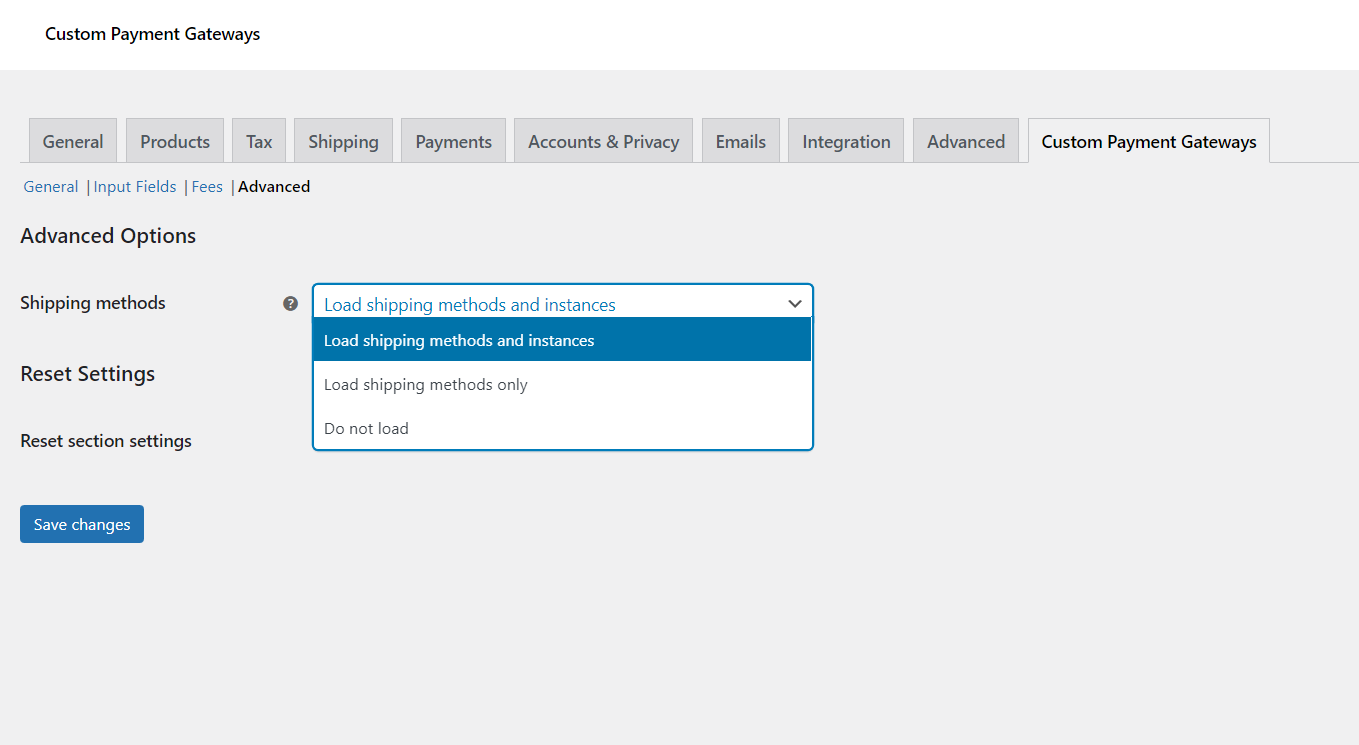 Custom Payment Gateways
General Products Tax Shipping Payments Accounts & Privacy Emails Integration Advanced Custom Payment Gateways
General | Input Fields | Fees | Advanced
Advanced Options
Shipping methods ? Load shipping methods and instances
Load shipping methods and instances
Load shipping methods only
Do not load
Reset Settings
Reset section settings
Save changes